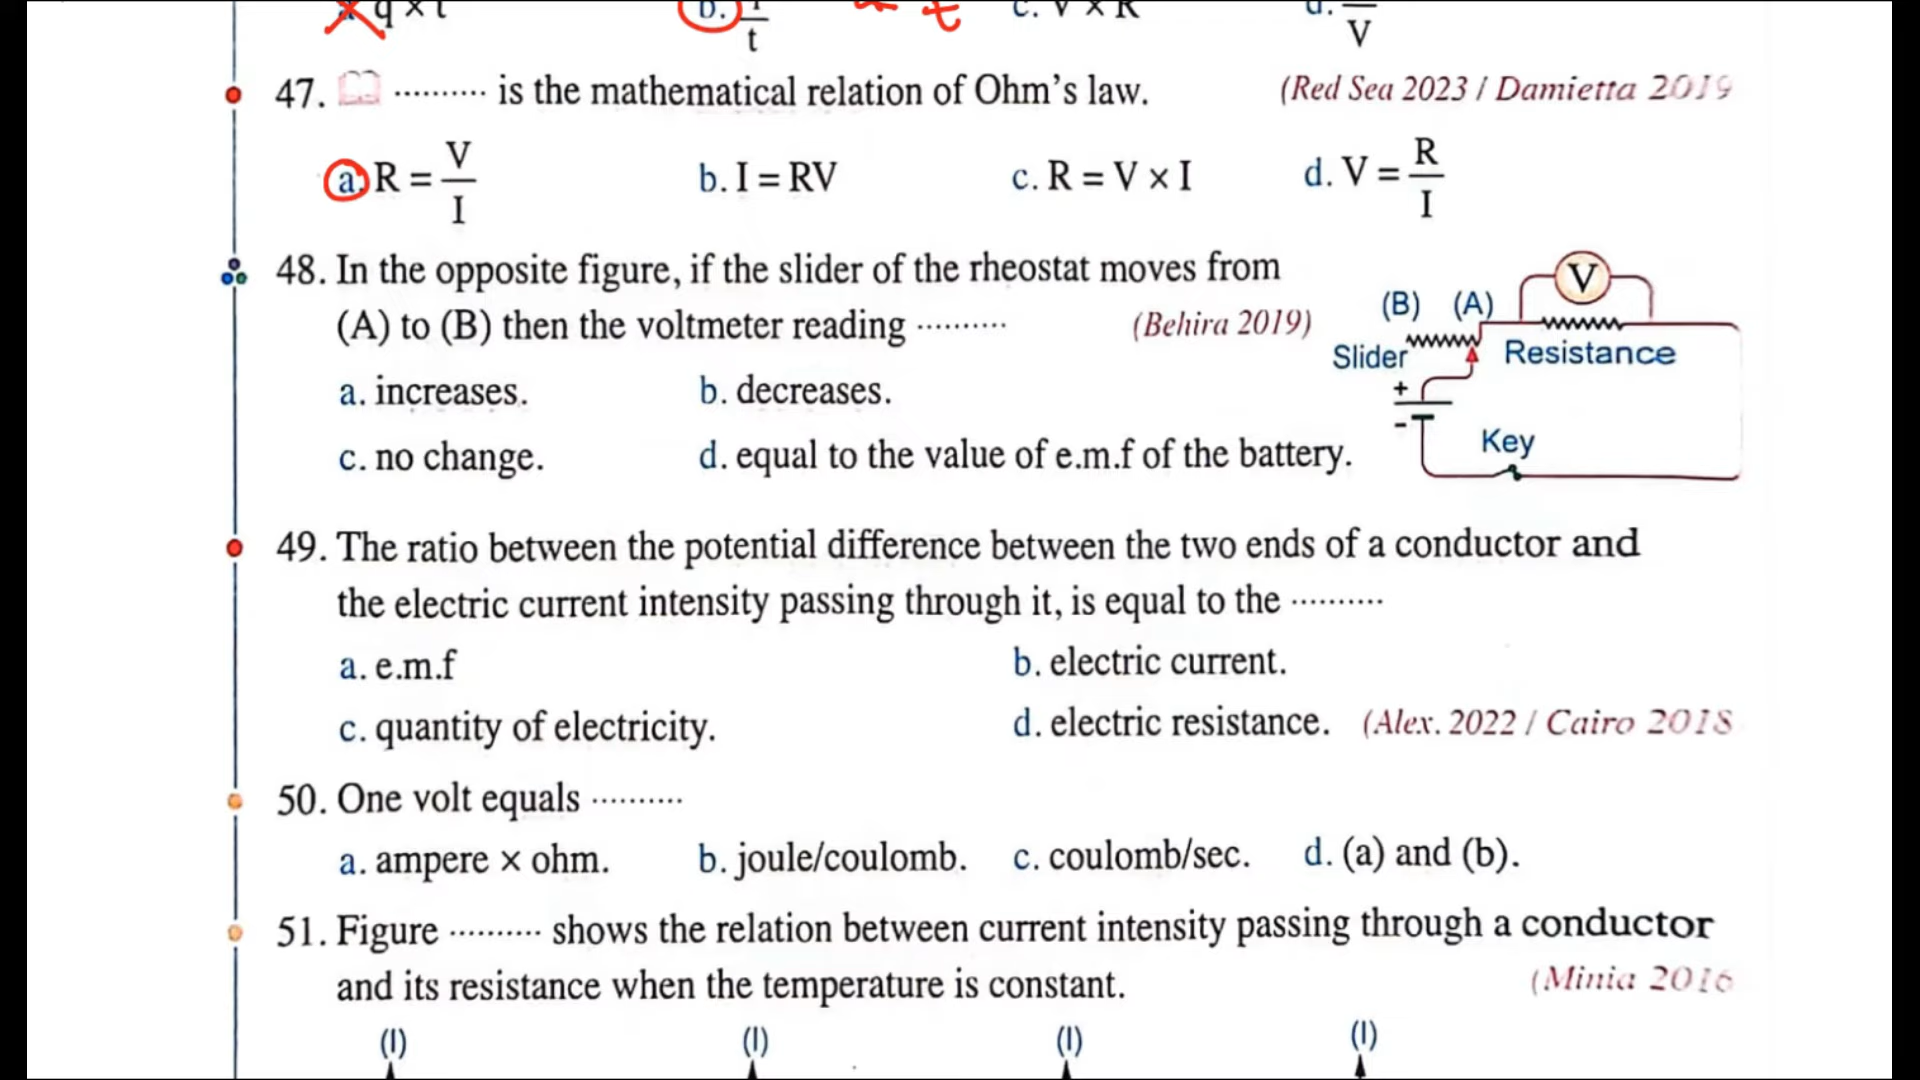 q × t b. t c. V × R d. V
47. .......... is the mathematical relation of Ohm's law. (Red Sea 2023 / Damietta 2019
a. R = V/I b. I = RV c. R = V × I d. V = R/I
48. In the opposite figure, if the slider of the rheostat moves from
(A) to (B) then the voltmeter reading .......... (Behira 2019)
a. increases. b. decreases.
c. no change. d. equal to the value of e.m.f of the battery.
V
(B) (A)
Slider Resistance
+
-
Key
49. The ratio between the potential difference between the two ends of a conductor and
the electric current intensity passing through it, is equal to the ..........
a. e.m.f b. electric current.
c. quantity of electricity. d. electric resistance. (Alex. 2022 / Cairo 2018
50. One volt equals ..........
a. ampere × ohm. b. joule/coulomb. c. coulomb/sec. d. (a) and (b).
51. Figure .......... shows the relation between current intensity passing through a conductor
and its resistance when the temperature is constant. (Minia 2016
(I) (I) (I) (I)